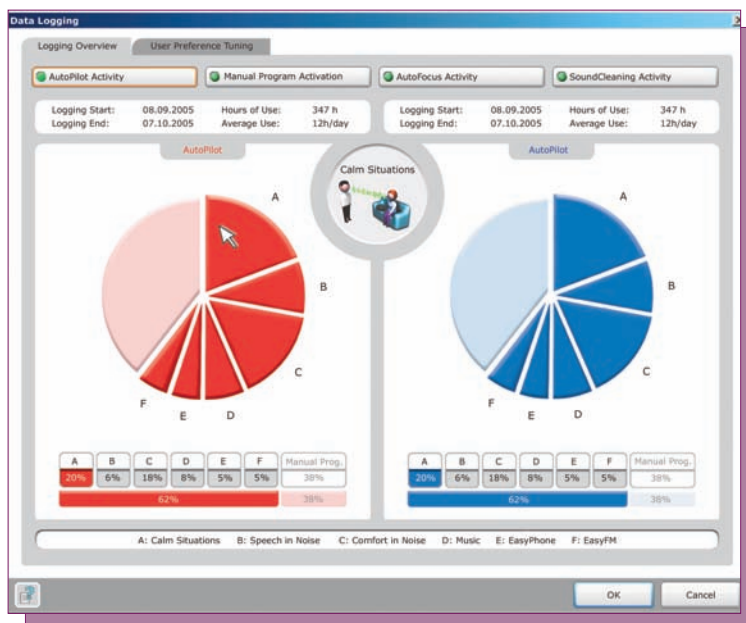 Data Logging
Logging Overview
User Preference Tuning
AutoPilot Activity
Manual Program Activation
AutoFocus Activity
SoundCleaning Activity
Logging Start: 08.09.2005 Hours of Use: 347 h
Logging End: 07.10.2005 Average Use: 12h/day
Logging Start: 08.09.2005 Hours of Use: 347 h
Logging End: 07.10.2005 Average Use: 12h/day
AutoPilot
Calm Situations
AutoPilot
A
B
C
D
E
F
A
B
C
D
E
F
A B C D E F Manual Prog.
20% 6% 18% 8% 5% 5% 38%
62% 38%
A B C D E F Manual Prog.
20% 6% 18% 8% 5% 5% 38%
62% 38%
A: Calm Situations B: Speech in Noise C: Comfort in Noise D: Music E: EasyPhone F: EasyFM
OK
Cancel